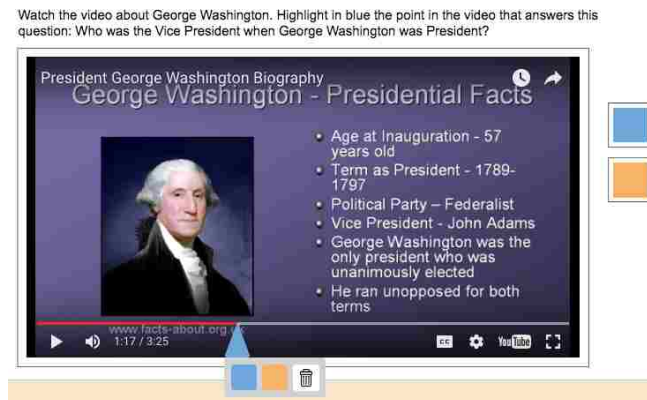 Watch the video about George Washington. Highlight in blue the point in the video that answers this
question: Who was the Vice President when George Washington was President?
President George Washington Biography
George Washington - Presidential Facts
Age at Inauguration - 57
years old
Term as President - 1789-
1797
Political Party – Federalist
Vice President - John Adams
George Washington was the
only president who was
unanimously elected
He ran unopposed for both
terms
www.facts-about.org
1:17 / 3:25
CC
YouTube